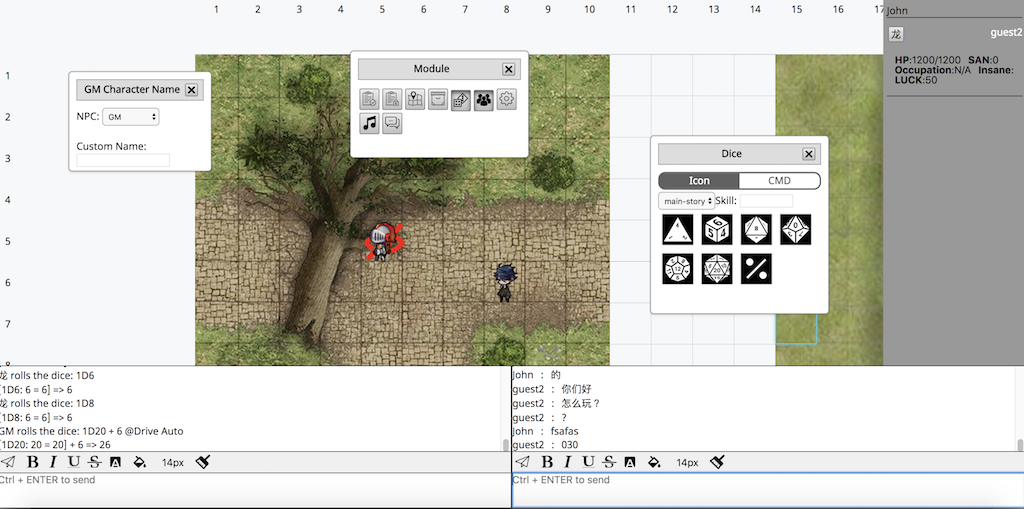 1 2 3 4 5 6 7 8 9 10 11 12 13 14 15 16 17
1
2
3
4
5
6
7
8
GM Character Name
NPC: GM
Custom Name:
Module
Dice
Icon CMD
main-story Skill:
4
6
5 4
8
0
12
20
John
龙 guest2
HP:1200/1200 SAN:0
Occupation:N/A Insane:
LUCK:50
龙 rolls the dice: 1D6
[1D6: 6 = 6] => 6
龙 rolls the dice: 1D8
[1D8: 6 = 6] => 6
GM rolls the dice: 1D20 + 6 @Drive Auto
[1D20: 20 = 20] + 6 => 26
B I U S A 14px
Ctrl + ENTER to send
John : 的
guest2 : 你们好
guest2 : 怎么玩？
guest2 : ?
John : fsafas
guest2 : 030
B I U S A 14px
Ctrl + ENTER to send